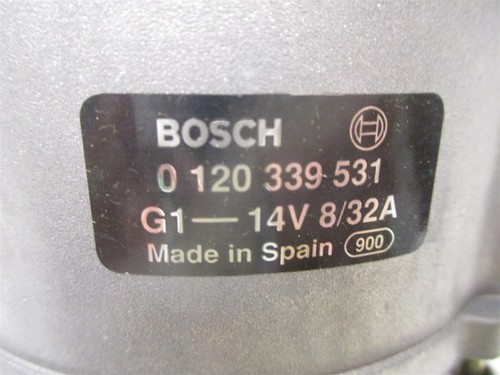 BOSCH
0 120 339 531
G1 — 14V 8/32A
Made in Spain 900